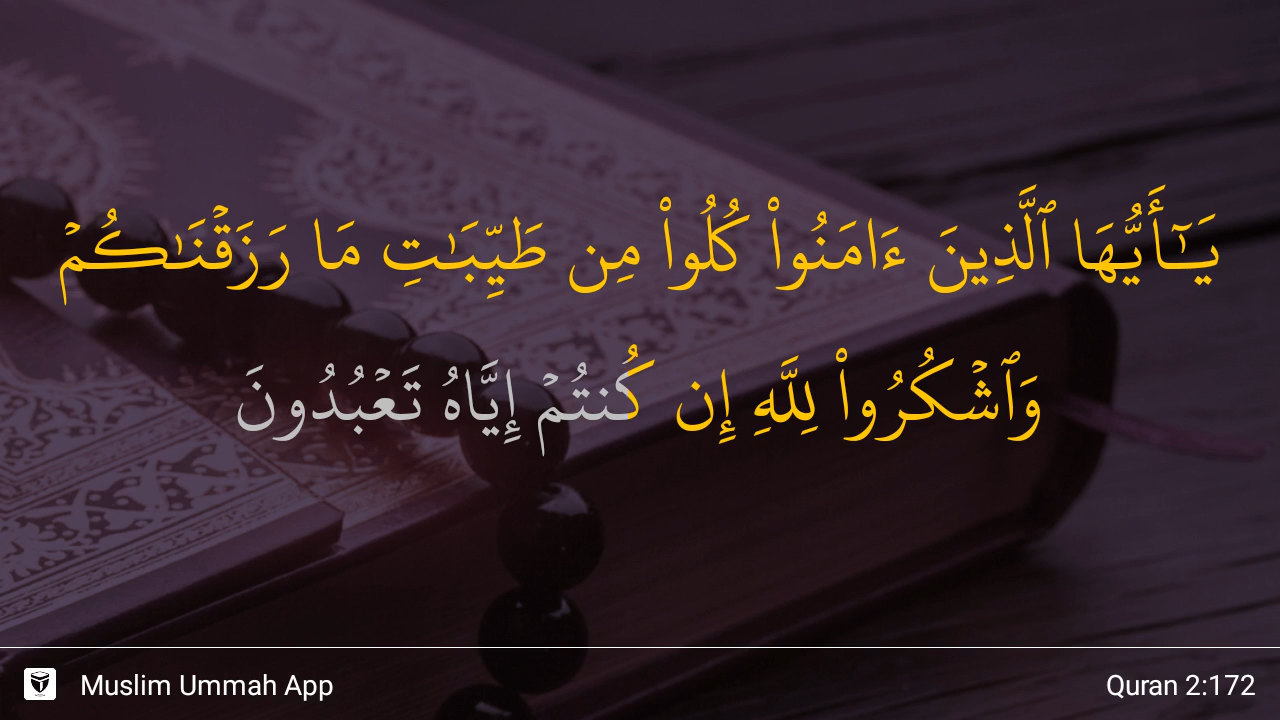 يَـٰٓأَيُّهَا ٱلَّذِينَ ءَامَنُوا۟ كُلُوا۟ مِن طَيِّبَـٰتِ مَا رَزَقْنَـٰكُمْ
وَٱشْكُرُوا۟ لِلَّهِ إِن كُنتُمْ إِيَّاهُ تَعْبُدُونَ
Muslim Ummah App
Quran 2:172